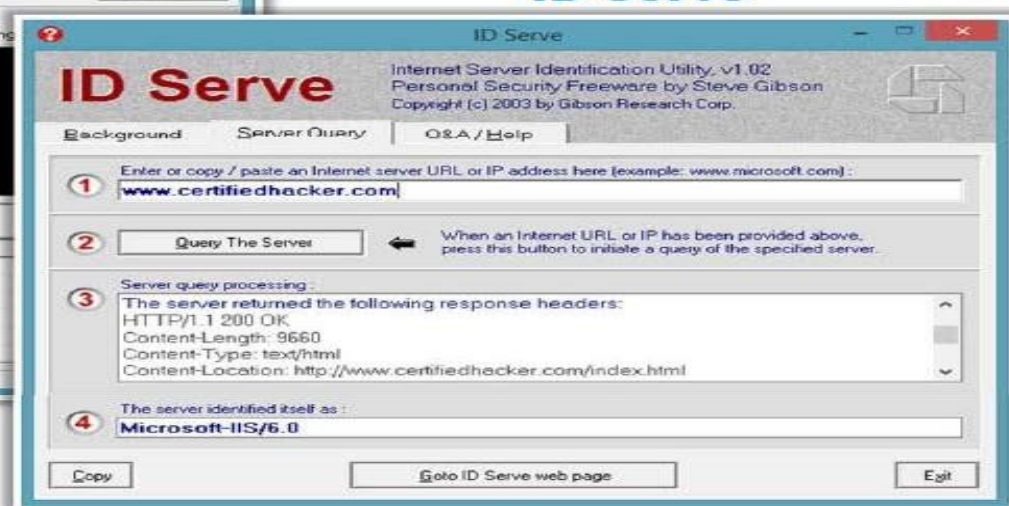 ID Serve
ID Serve
Internet Server Identification Utility, v1.02
Personal Security Freeware by Steve Gibson
Copyright (c) 2003 by Gibson Research Corp.
Background
Server Query
Q&A / Help
1
Enter or copy / paste an Internet server URL or IP address here (example: www.microsoft.com) :
www.certifiedhacker.com
2
Query The Server
When an Internet URL or IP has been provided above,
press this button to initiate a query of the specified server.
3
Server query processing :
The server returned the following response headers:
HTTP/1.1 200 OK
Content-Length: 9660
Content-Type: text/html
Content-Location: http://www.certifiedhacker.com/index.html
4
The server identified itself as :
Microsoft-IIS/6.0
Copy
Goto ID Serve web page
Exit